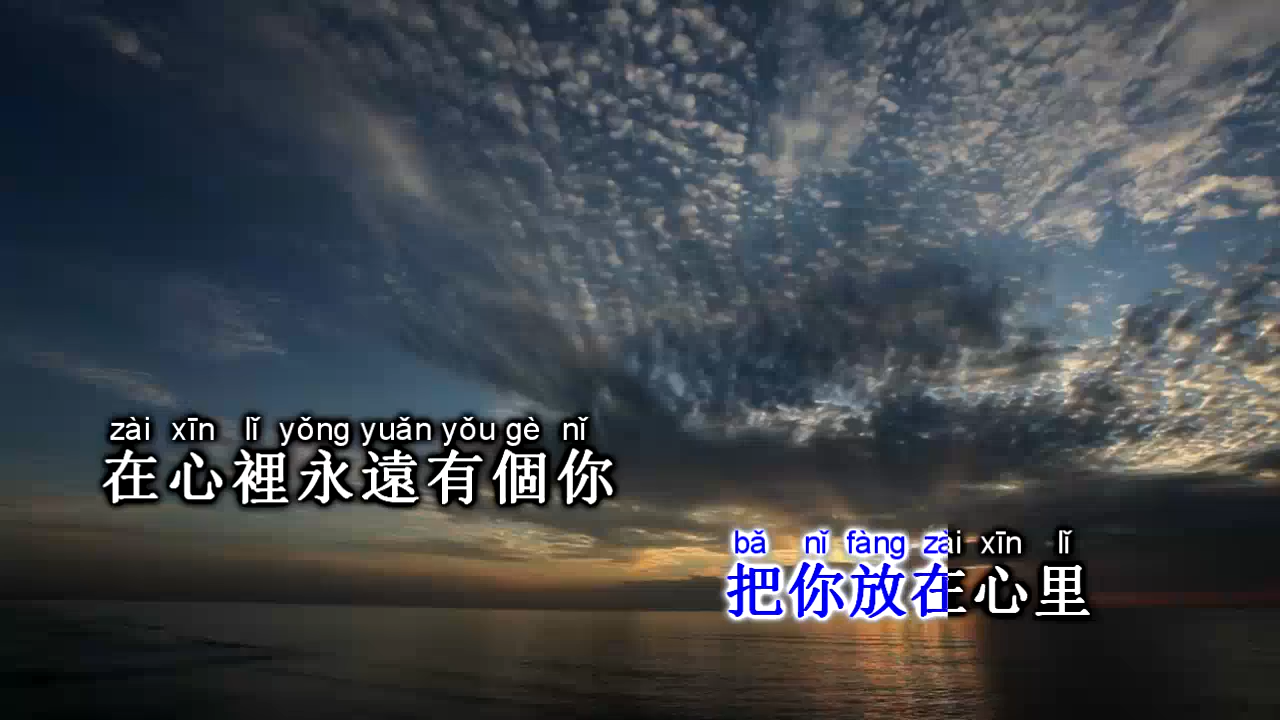 zài xīn lǐ yǒng yuǎn yǒu gè nǐ
在心裡永遠有個你
bǎ nǐ fàng zài xīn lǐ
把你放在心里